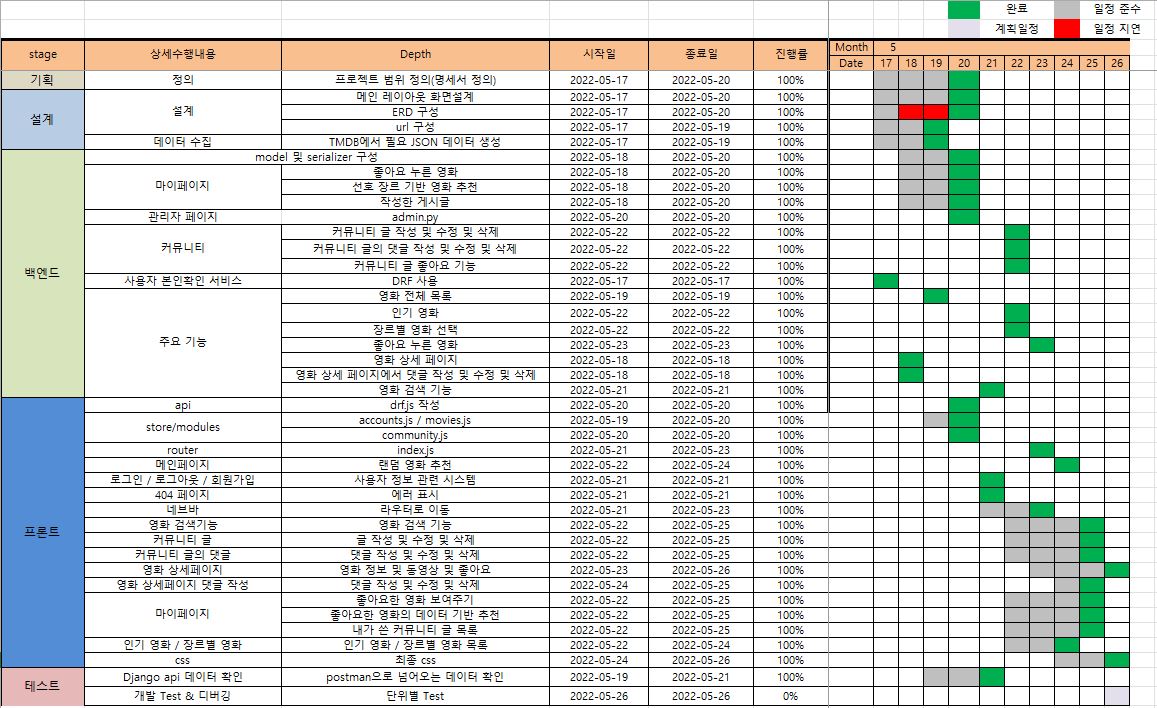 완료 일정 준수
계획일정 일정 지연
stage 상세수행내용 Depth 시작일 종료일 진행률 Month 5
Date 17 18 19 20 21 22 23 24 25 26
기획 정의 프로젝트 범위 정의(명세서 정의) 2022-05-17 2022-05-20 100%
설계 설계 메인 레이아웃 화면설계 2022-05-17 2022-05-20 100%
ERD 구성 2022-05-17 2022-05-20 100%
url 구성 2022-05-17 2022-05-19 100%
데이터 수집 TMDB에서 필요 JSON 데이터 생성 2022-05-17 2022-05-19 100%
백엔드 model 및 serializer 구성 2022-05-18 2022-05-20 100%
마이페이지 좋아요 누른 영화 2022-05-18 2022-05-20 100%
선호 장르 기반 영화 추천 2022-05-18 2022-05-20 100%
작성한 게시글 2022-05-18 2022-05-20 100%
관리자 페이지 admin.py 2022-05-20 2022-05-20 100%
커뮤니티 커뮤니티 글 작성 및 수정 및 삭제 2022-05-22 2022-05-22 100%
커뮤니티 글의 댓글 작성 및 수정 및 삭제 2022-05-22 2022-05-22 100%
커뮤니티 글 좋아요 기능 2022-05-22 2022-05-22 100%
사용자 본인확인 서비스 DRF 사용 2022-05-17 2022-05-17 100%
주요 기능 영화 전체 목록 2022-05-19 2022-05-19 100%
인기 영화 2022-05-22 2022-05-22 100%
장르별 영화 선택 2022-05-22 2022-05-22 100%
좋아요 누른 영화 2022-05-23 2022-05-23 100%
영화 상세 페이지 2022-05-18 2022-05-18 100%
영화 상세 페이지에서 댓글 작성 및 수정 및 삭제 2022-05-18 2022-05-18 100%
영화 검색 기능 2022-05-21 2022-05-21 100%
프론트 api drf.js 작성 2022-05-20 2022-05-20 100%
store/modules accounts.js / movies.js 2022-05-19 2022-05-20 100%
community.js 2022-05-20 2022-05-20 100%
router index.js 2022-05-21 2022-05-23 100%
메인페이지 랜덤 영화 추천 2022-05-22 2022-05-24 100%
로그인 / 로그아웃 / 회원가입 사용자 정보 관련 시스템 2022-05-21 2022-05-21 100%
404 페이지 에러 표시 2022-05-21 2022-05-21 100%
네브바 라우터로 이동 2022-05-21 2022-05-23 100%
영화 검색기능 영화 검색 기능 2022-05-22 2022-05-25 100%
커뮤니티 글 글 작성 및 수정 및 삭제 2022-05-22 2022-05-25 100%
커뮤니티 글의 댓글 댓글 작성 및 수정 및 삭제 2022-05-22 2022-05-25 100%
영화 상세페이지 영화 정보 및 동영상 및 좋아요 2022-05-23 2022-05-26 100%
영화 상세페이지 댓글 작성 댓글 작성 및 수정 및 삭제 2022-05-24 2022-05-25 100%
마이페이지 좋아요한 영화 보여주기 2022-05-22 2022-05-25 100%
좋아요한 영화의 데이터 기반 추천 2022-05-22 2022-05-25 100%
내가 쓴 커뮤니티 글 목록 2022-05-22 2022-05-25 100%
인기 영화 / 장르별 영화 인기 영화 / 장르별 영화 목록 2022-05-22 2022-05-24 100%
css 최종 css 2022-05-24 2022-05-26 100%
테스트 Django api 데이터 확인 postman으로 넘어오는 데이터 확인 2022-05-19 2022-05-21 100%
개발 Test & 디버깅 단위별 Test 2022-05-26 2022-05-26 0%